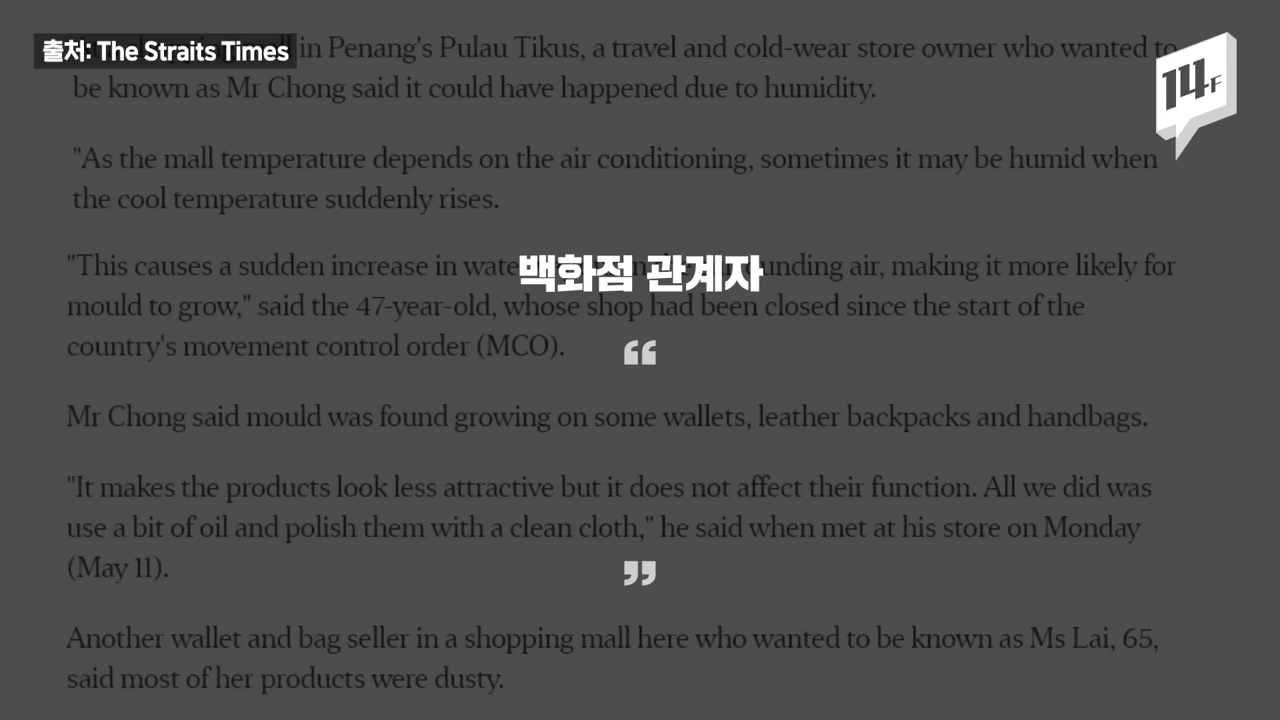 출처: The Straits Times
in Penang's Pulau Tikus, a travel and cold-wear store owner who wanted to
14F
be known as Mr Chong said it could have happened due to humidity.
"As the mall temperature depends on the air conditioning, sometimes it may be humid when
the cool temperature suddenly rises.
"This causes a sudden increase in air, making it more likely for
백화점 관계자
mould to grow," said the 47-year-old, whose shop had been closed since the start of the
country's movement control order (MCO).
“
Mr Chong said mould was found growing on some wallets, leather backpacks and handbags.
"It makes the products look less attractive but it does not affect their function. All we did was
use a bit of oil and polish them with a clean cloth," he said when met at his store on Monday
(May 11).
”
Another wallet and bag seller in a shopping mall here who wanted to be known as Ms Lai, 65,
said most of her products were dusty.